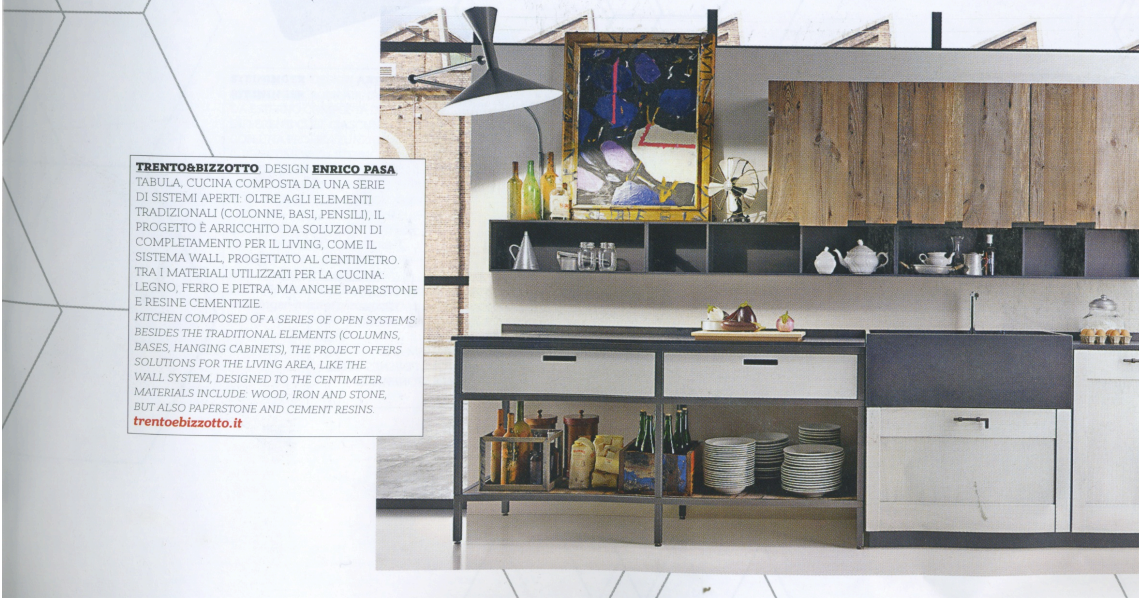 TRENTO&BIZZOTTO, DESIGN ENRICO PASA
TABULA, CUCINA COMPOSTA DA UNA SERIE
DI SISTEMI APERTI: OLTRE AGLI ELEMENTI
TRADIZIONALI (COLONNE, BASI, PENSILI), IL
PROGETTO È ARRICCHITO DA SOLUZIONI DI
COMPLETAMENTO PER IL LIVING, COME IL
SISTEMA WALL, PROGETTATO AL CENTIMETRO.
TRA I MATERIALI UTILIZZATI PER LA CUCINA:
LEGNO, FERRO E PIETRA, MA ANCHE PAPERSTONE
E RESINE CEMENTIZIE.
KITCHEN COMPOSED OF A SERIES OF OPEN SYSTEMS:
BESIDES THE TRADITIONAL ELEMENTS (COLUMNS,
BASES, HANGING CABINETS), THE PROJECT OFFERS
SOLUTIONS FOR THE LIVING AREA, LIKE THE
WALL SYSTEM, DESIGNED TO THE CENTIMETER.
MATERIALS INCLUDE: WOOD, IRON AND STONE,
BUT ALSO PAPERSTONE AND CEMENT RESINS.
trentoebizzotto.it